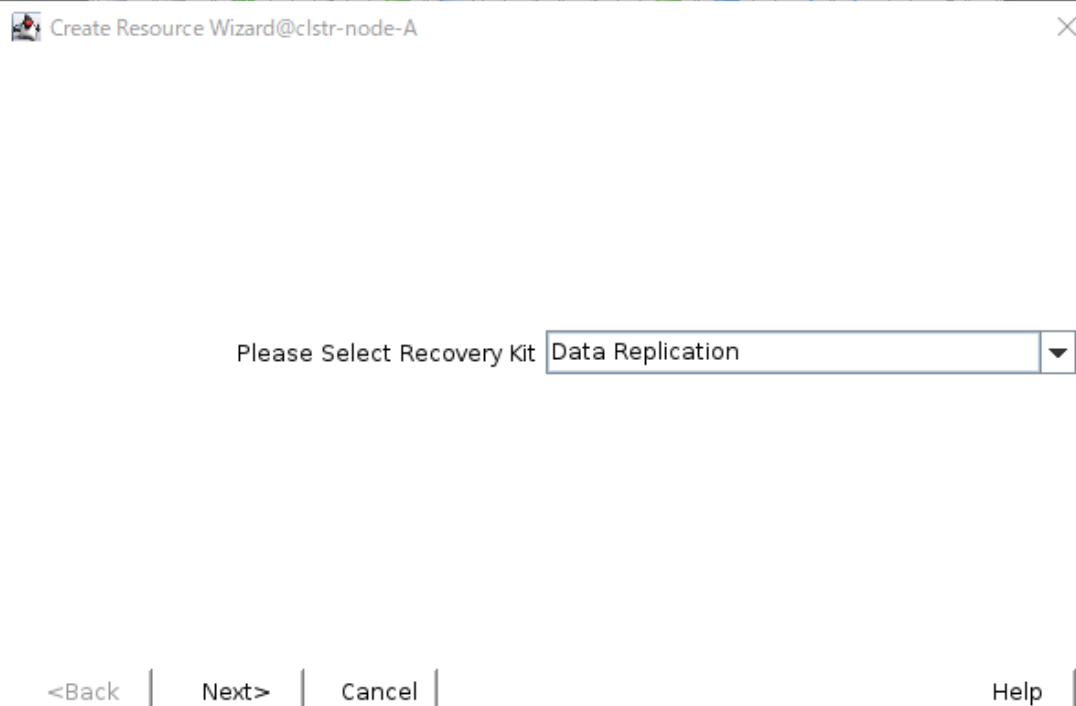 Create Resource Wizard@clstr-node-A
Please Select Recovery Kit Data Replication
<Back Next> Cancel Help